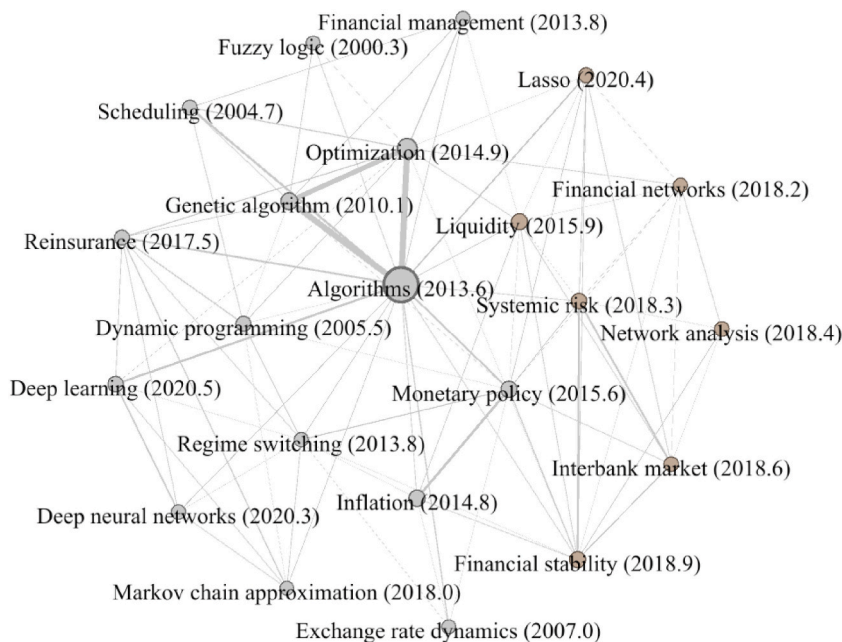 Financial management (2013.8)
Fuzzy logic (2000.3)
Lasso (2020.4)
Scheduling (2004.7)
Optimization (2014.9)
Financial networks (2018.2)
Genetic algorithm (2010.1)
Liquidity (2015.9)
Reinsurance (2017.5)
Algorithms (2013.6)
Systemic risk (2018.3)
Dynamic programming (2005.5)
Network analysis (2018.4)
Deep learning (2020.5)
Monetary policy (2015.6)
Regime switching (2013.8)
Interbank market (2018.6)
Inflation (2014.8)
Deep neural networks (2020.3)
Financial stability (2018.9)
Markov chain approximation (2018.0)
Exchange rate dynamics (2007.0)